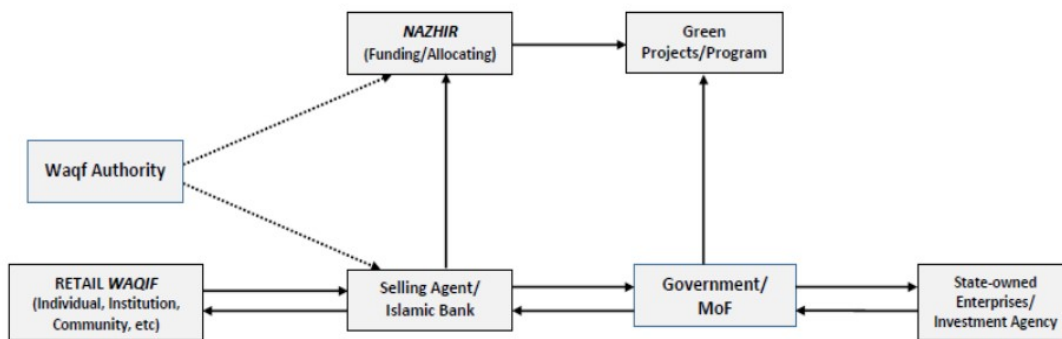 NAZHIR
(Funding/Allocating)
Green
Projects/Program
Waqf Authority
RETAIL WAQIF
(Individual, Institution,
Community, etc)
Selling Agent/
Islamic Bank
Government/
MoF
State-owned
Enterprises/
Investment Agency